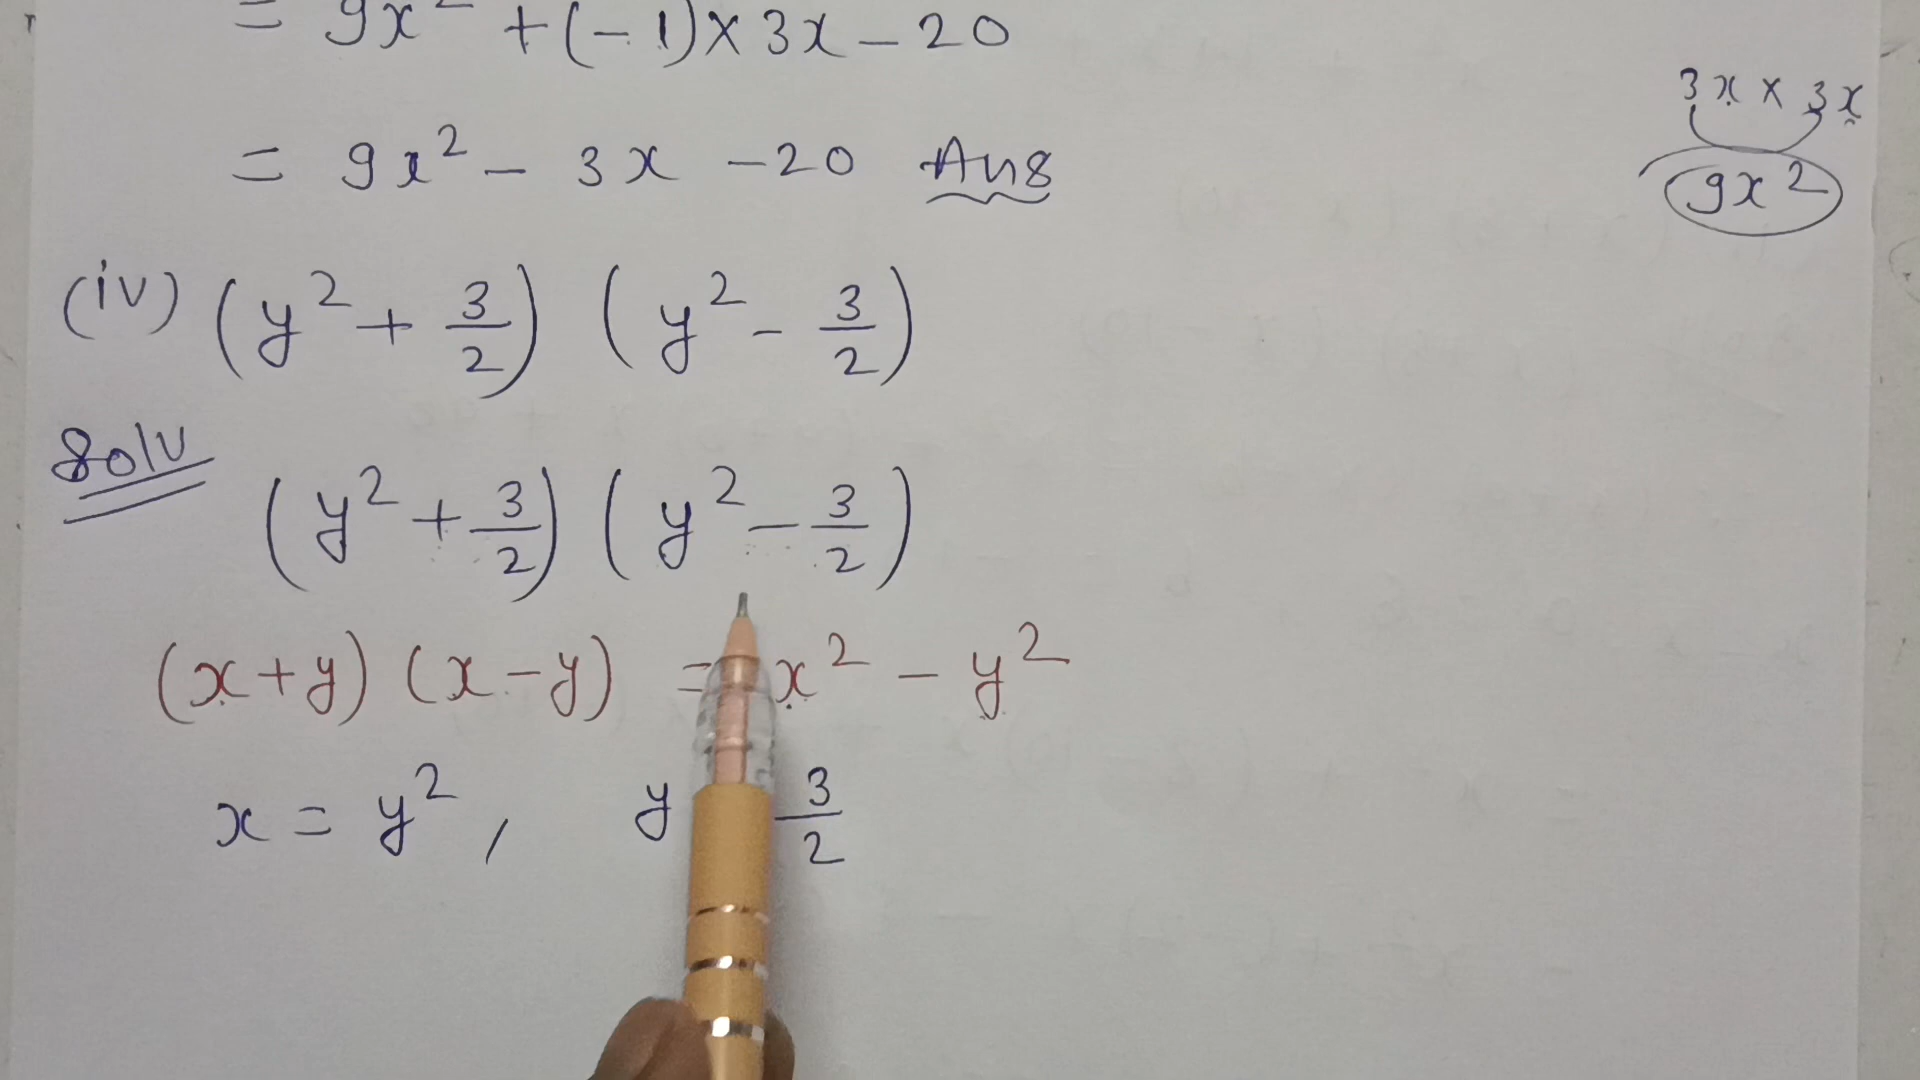 = 9x² + (-1) × 3x - 20
= 9x² - 3x - 20 Ans
3x × 3x
9x²
(iv) (y² + 3/2) (y² - 3/2)
Solu
(y² + 3/2) (y² - 3/2)
(x+y) (x-y) = x² - y²
x = y², y 3/2